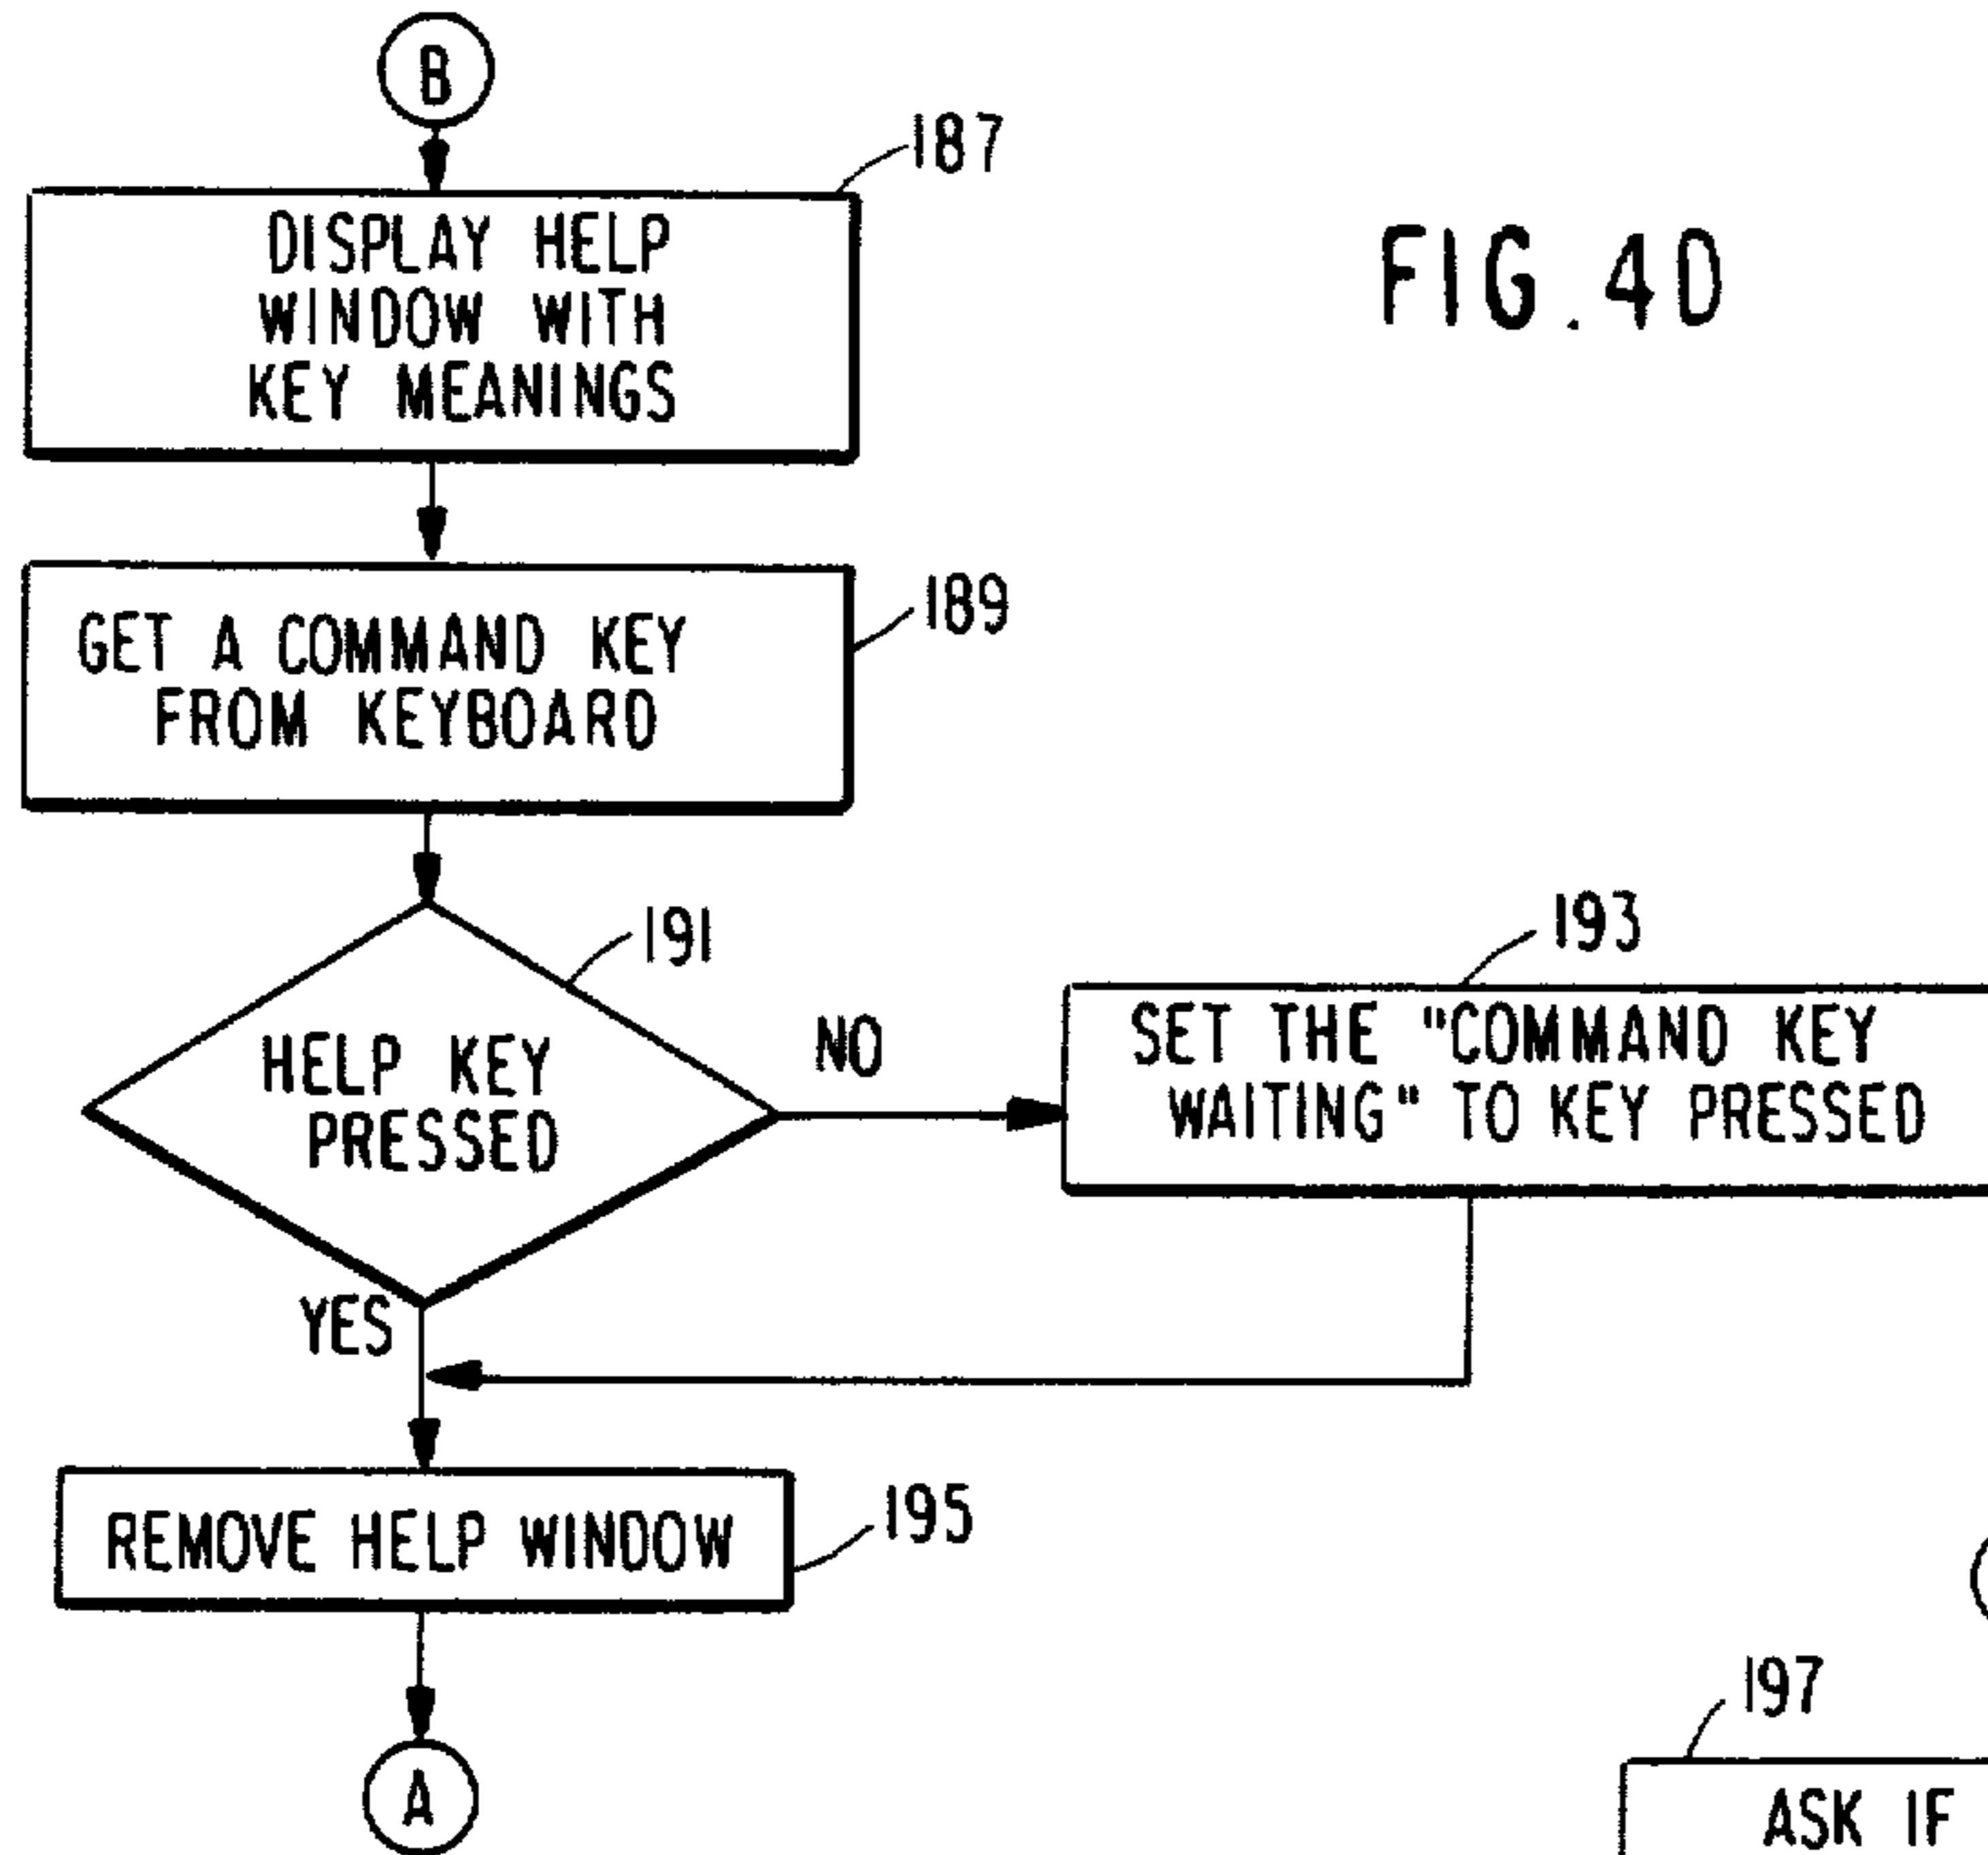 B
187
DISPLAY HELP
WINDOW WITH
KEY MEANINGS
FIG. 4D
189
GET A COMMAND KEY
FROM KEYBOARD
191
HELP KEY
PRESSED
NO
193
SET THE "COMMAND KEY
WAITING" TO KEY PRESSED
YES
195
REMOVE HELP WINDOW
A
197
ASK IF